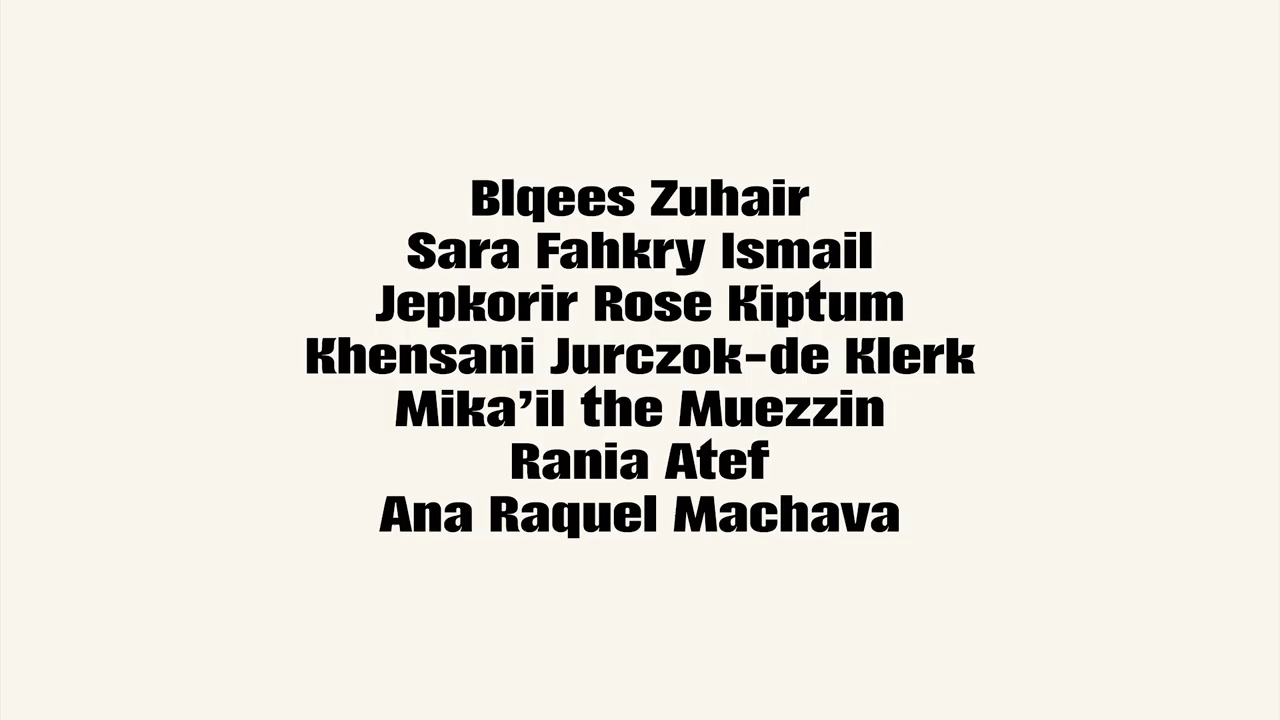 Blqees Zuhair
Sara Fahkry Ismail
Jepkorir Rose Kiptum
Khensani Jurczok-de Klerk
Mika’il the Muezzin
Rania Atef
Ana Raquel Machava